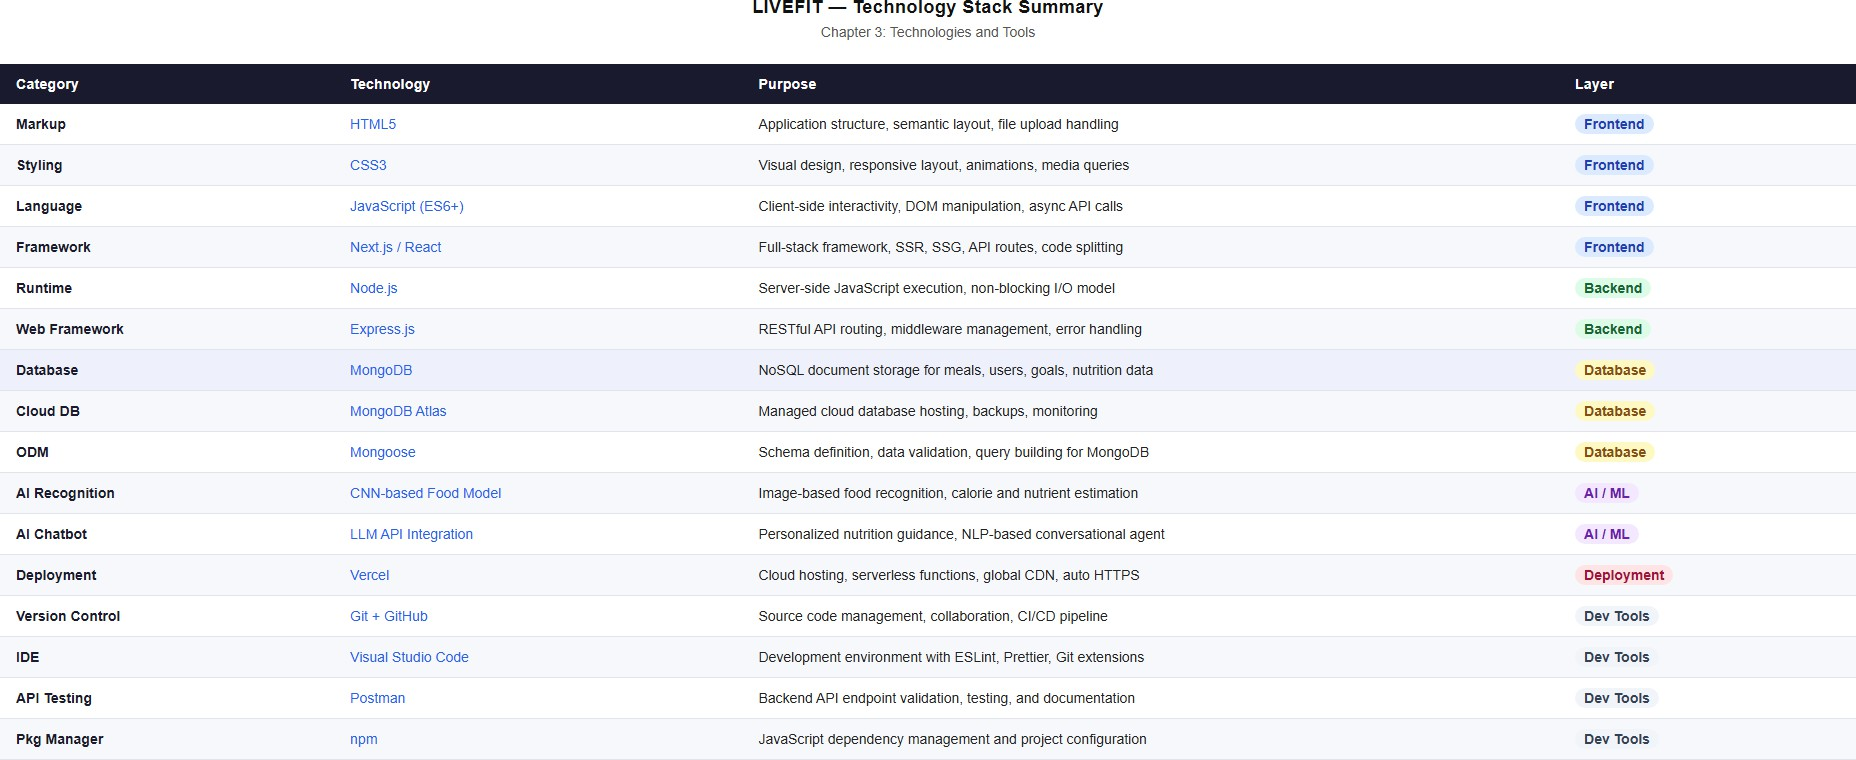 LIVEFIT — Technology Stack Summary
Chapter 3: Technologies and Tools
Category Technology Purpose Layer
Markup HTML5 Application structure, semantic layout, file upload handling Frontend
Styling CSS3 Visual design, responsive layout, animations, media queries Frontend
Language JavaScript (ES6+) Client-side interactivity, DOM manipulation, async API calls Frontend
Framework Next.js / React Full-stack framework, SSR, SSG, API routes, code splitting Frontend
Runtime Node.js Server-side JavaScript execution, non-blocking I/O model Backend
Web Framework Express.js RESTful API routing, middleware management, error handling Backend
Database MongoDB NoSQL document storage for meals, users, goals, nutrition data Database
Cloud DB MongoDB Atlas Managed cloud database hosting, backups, monitoring Database
ODM Mongoose Schema definition, data validation, query building for MongoDB Database
AI Recognition CNN-based Food Model Image-based food recognition, calorie and nutrient estimation AI / ML
AI Chatbot LLM API Integration Personalized nutrition guidance, NLP-based conversational agent AI / ML
Deployment Vercel Cloud hosting, serverless functions, global CDN, auto HTTPS Deployment
Version Control Git + GitHub Source code management, collaboration, CI/CD pipeline Dev Tools
IDE Visual Studio Code Development environment with ESLint, Prettier, Git extensions Dev Tools
API Testing Postman Backend API endpoint validation, testing, and documentation Dev Tools
Pkg Manager npm JavaScript dependency management and project configuration Dev Tools